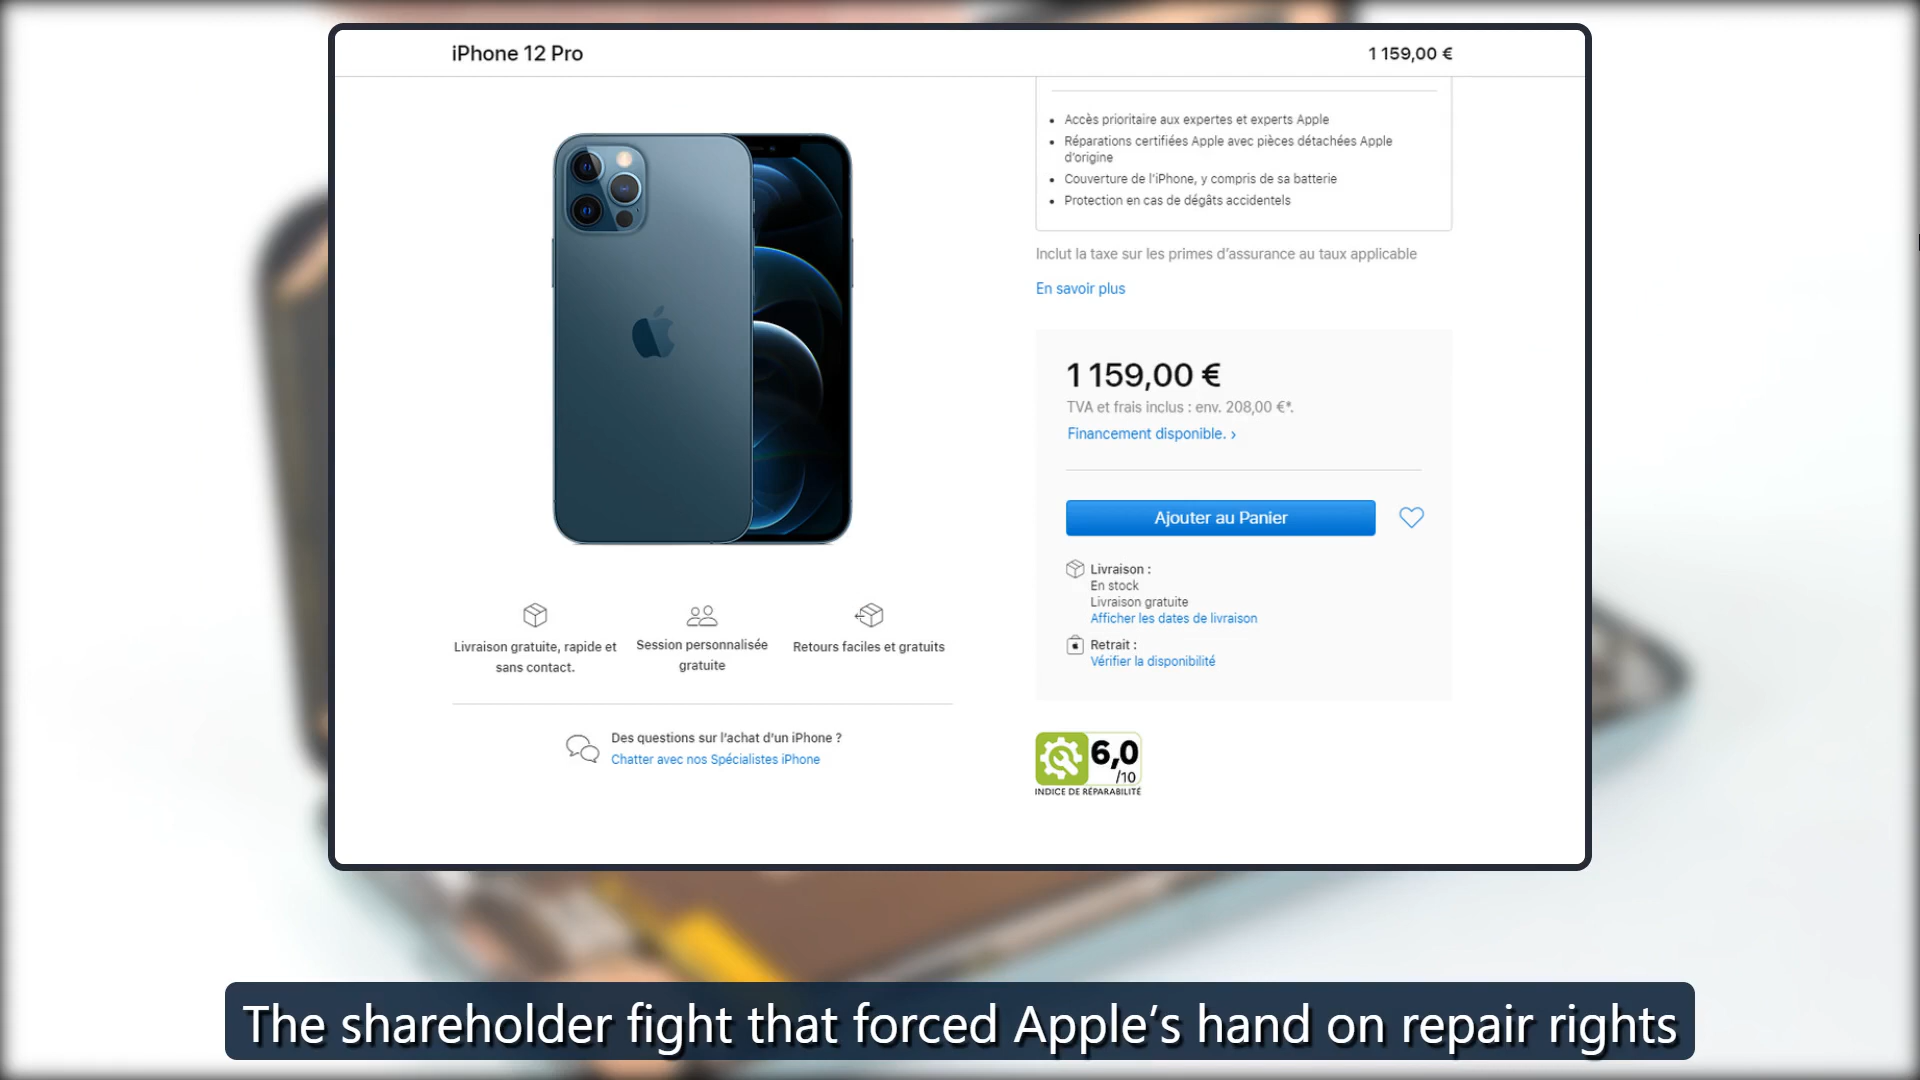 iPhone 12 Pro
1 159,00 €
Accès prioritaire aux expertes et experts Apple
Réparations certifiées Apple avec pièces détachées Apple
d’origine
Couverture de l’iPhone, y compris de sa batterie
Protection en cas de dégâts accidentels
Inclut la taxe sur les primes d’assurance au taux applicable
En savoir plus
1 159,00 €
TVA et frais inclus : env. 208,00 €*.
Financement disponible. ›
Ajouter au Panier
Livraison :
En stock
Livraison gratuite
Afficher les dates de livraison
Retrait :
Vérifier la disponibilité
Livraison gratuite, rapide et
sans contact.
Session personnalisée
gratuite
Retours faciles et gratuits
Des questions sur l’achat d’un iPhone ?
Chatter avec nos Spécialistes iPhone
6,0
/10
INDICE DE RÉPARABILITÉ
The shareholder fight that forced Apple’s hand on repair rights